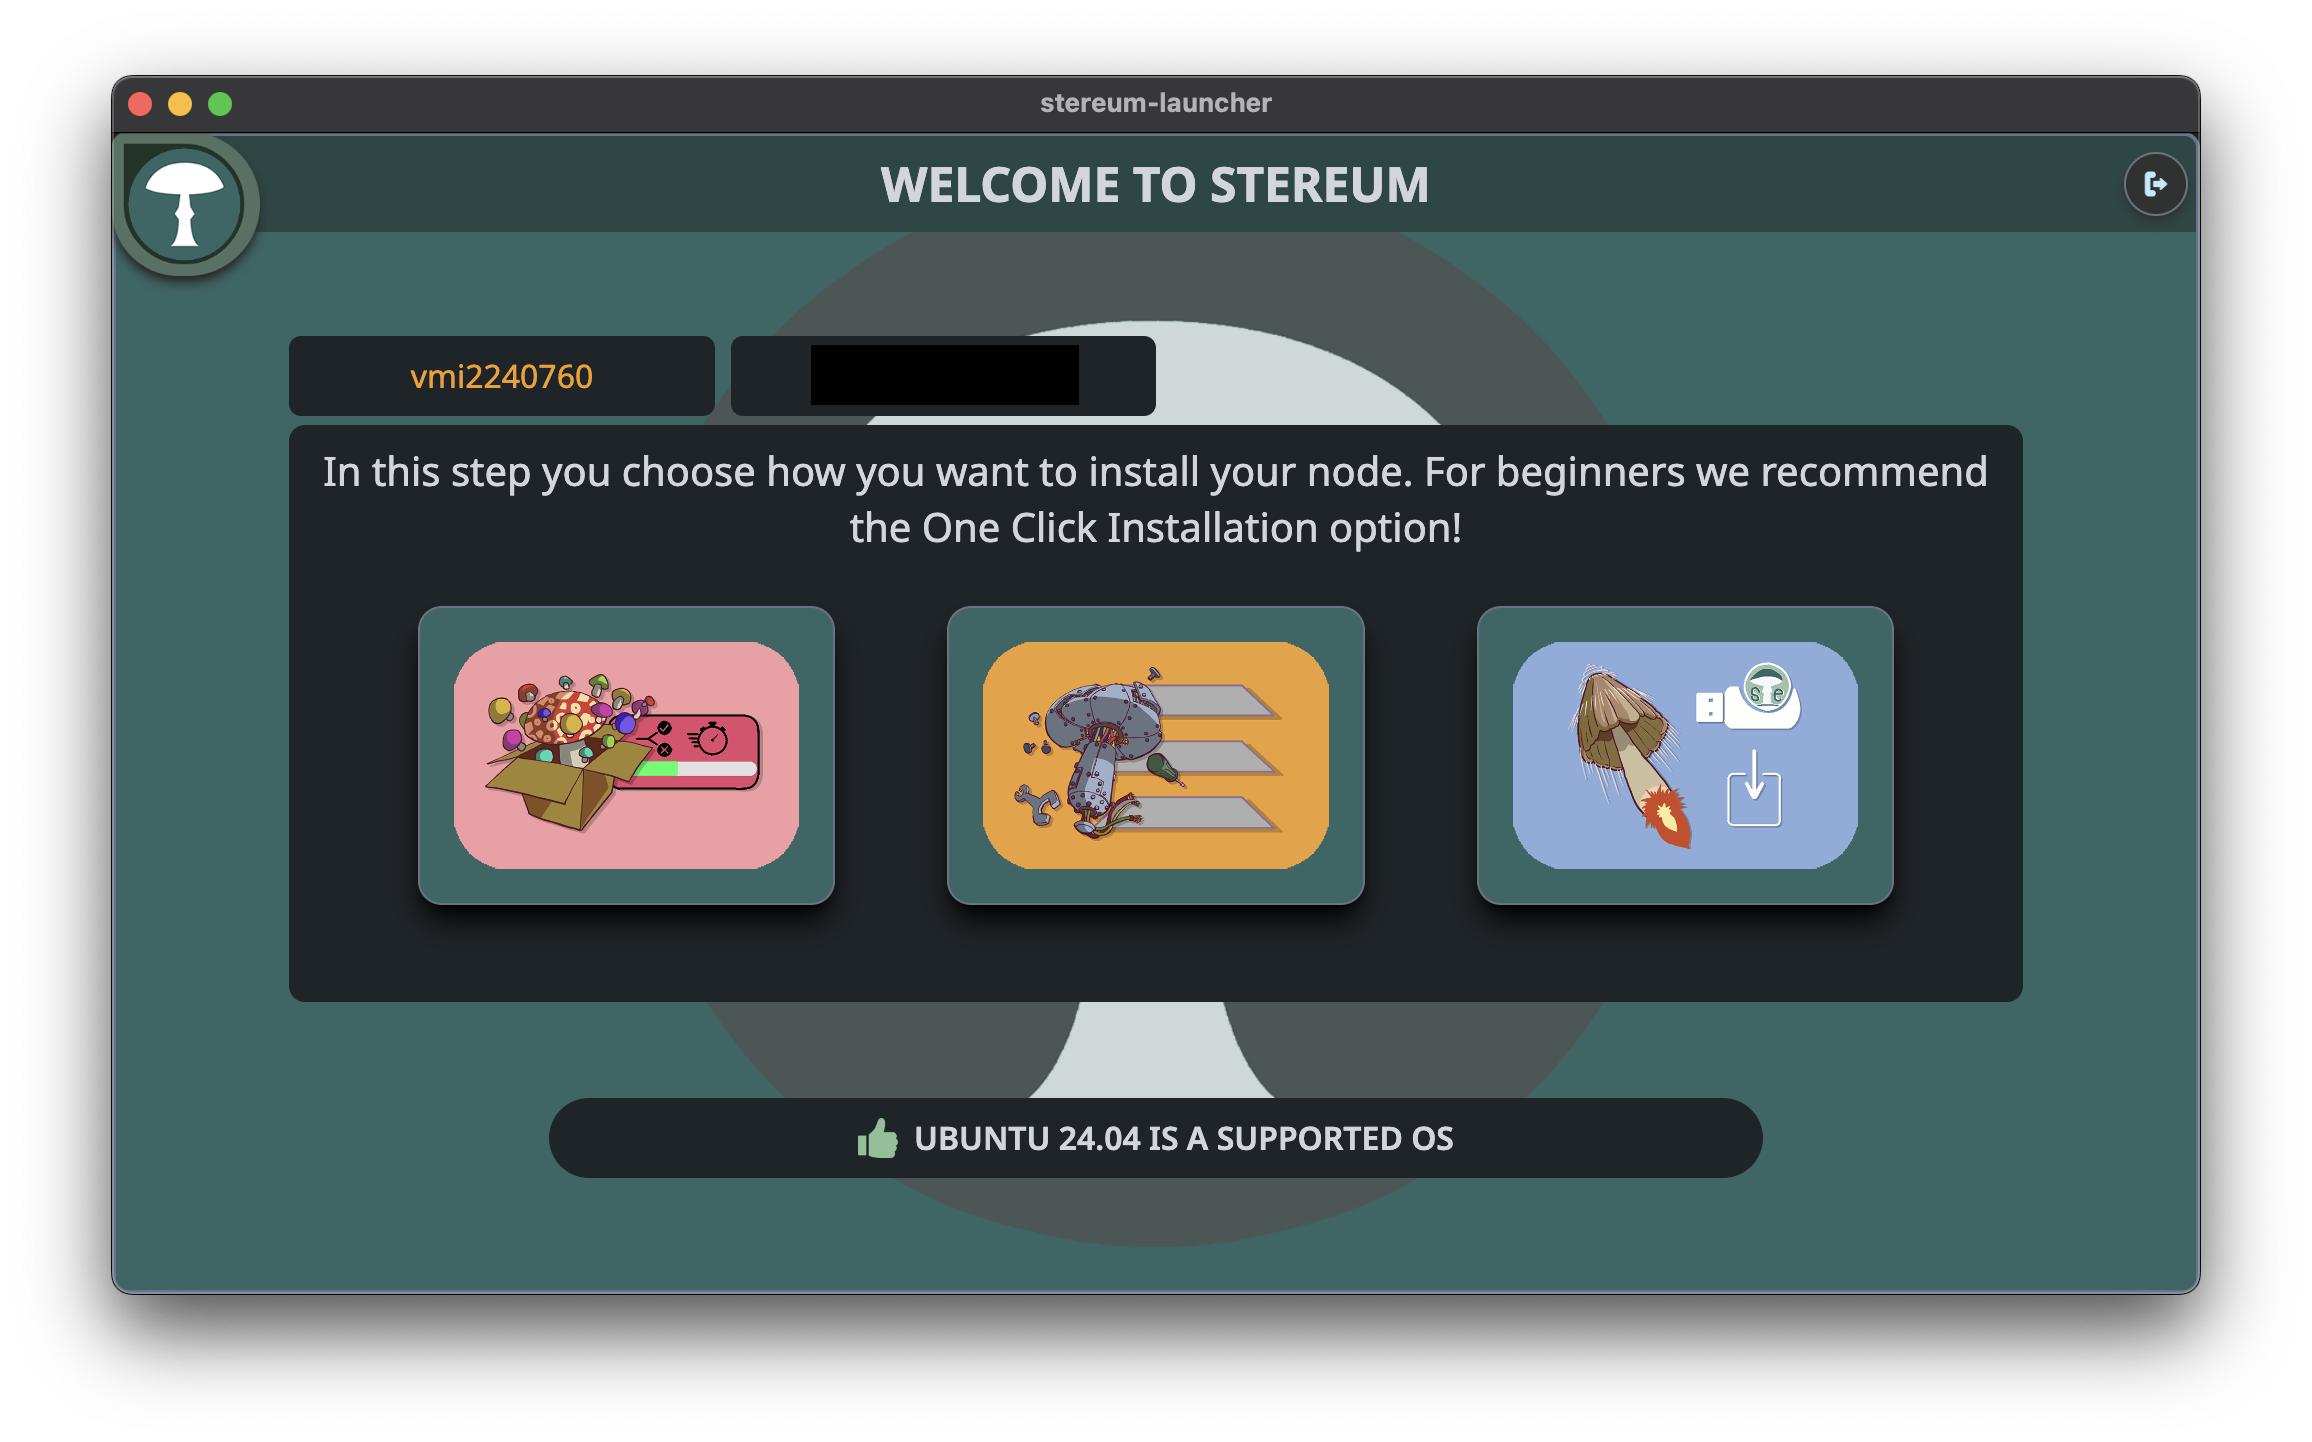 stereum-launcher
WELCOME TO STEREUM
vmi2240760
In this step you choose how you want to install your node. For beginners we recommend
the One Click Installation option!
s e
UBUNTU 24.04 IS A SUPPORTED OS